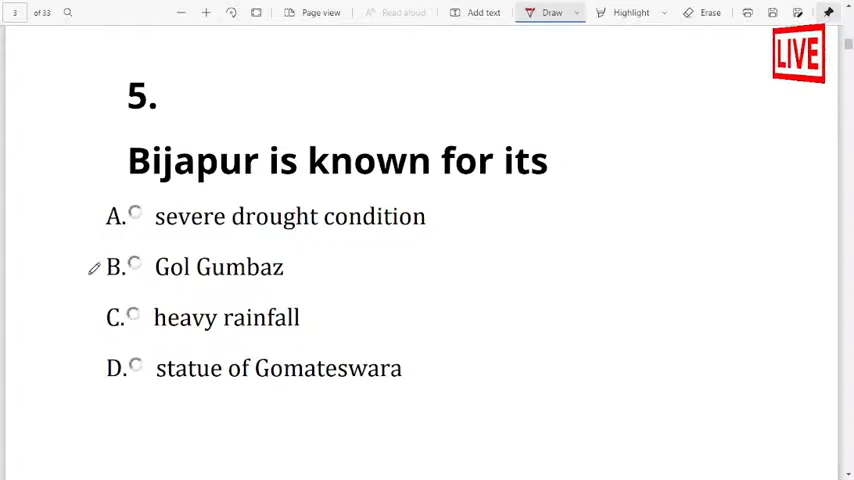 3 of 33 Page view Read aloud Add text Draw Highlight Erase
LIVE
5.
Bijapur is known for its
A. severe drought condition
B. Gol Gumbaz
C. heavy rainfall
D. statue of Gomateswara